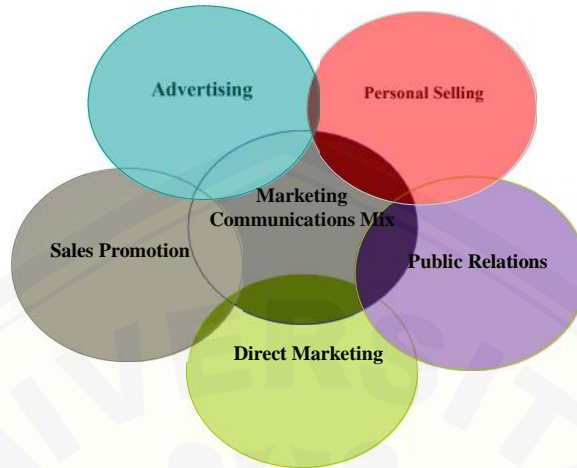 Advertising
Personal Selling
Marketing
Communications Mix
Sales Promotion
Public Relations
Direct Marketing